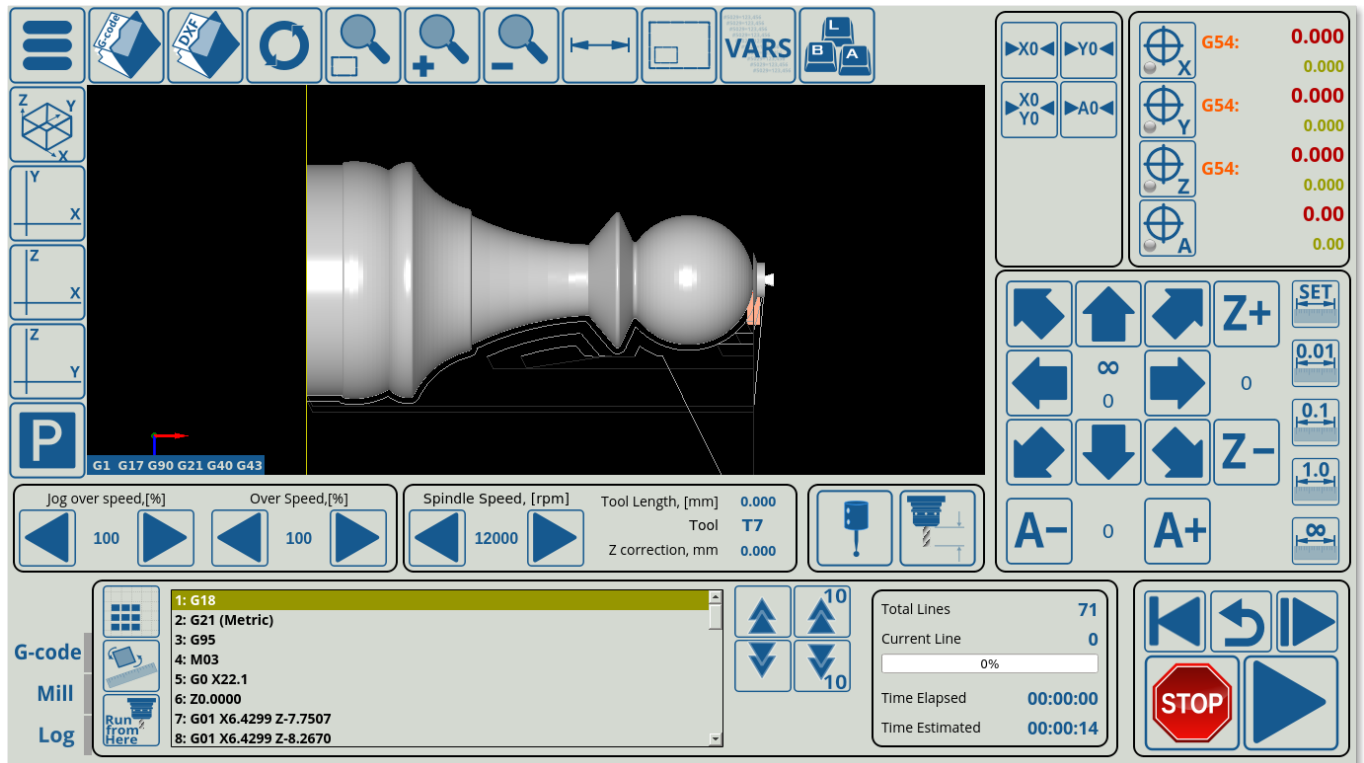 G-code
DXF
VARS
L
B
A
▶X0◀ ▶Y0◀
▶X0 Y0◀ ▶A0◀
X G54: 0.000
0.000
Y G54: 0.000
0.000
Z G54: 0.000
0.000
A 0.00
0.00
Z Y X
Y X
Z X
Z Y
P
G1 G17 G90 G21 G40 G43
Z+
SET
0.01
∞
0
0
0.1
Z−
1.0
A−
0
A+
∞
Jog over speed,[%]
100
Over Speed,[%]
100
Spindle Speed, [rpm]
12000
Tool Length, [mm] 0.000
Tool T7
Z correction, mm 0.000
G-code
Mill
Log
Run from Here
1: G18
2: G21 (Metric)
3: G95
4: M03
5: G0 X22.1
6: Z0.0000
7: G01 X6.4299 Z-7.7507
8: G01 X6.4299 Z-8.2670
10
10
Total Lines 71
Current Line 0
0%
Time Elapsed 00:00:00
Time Estimated 00:00:14
STOP